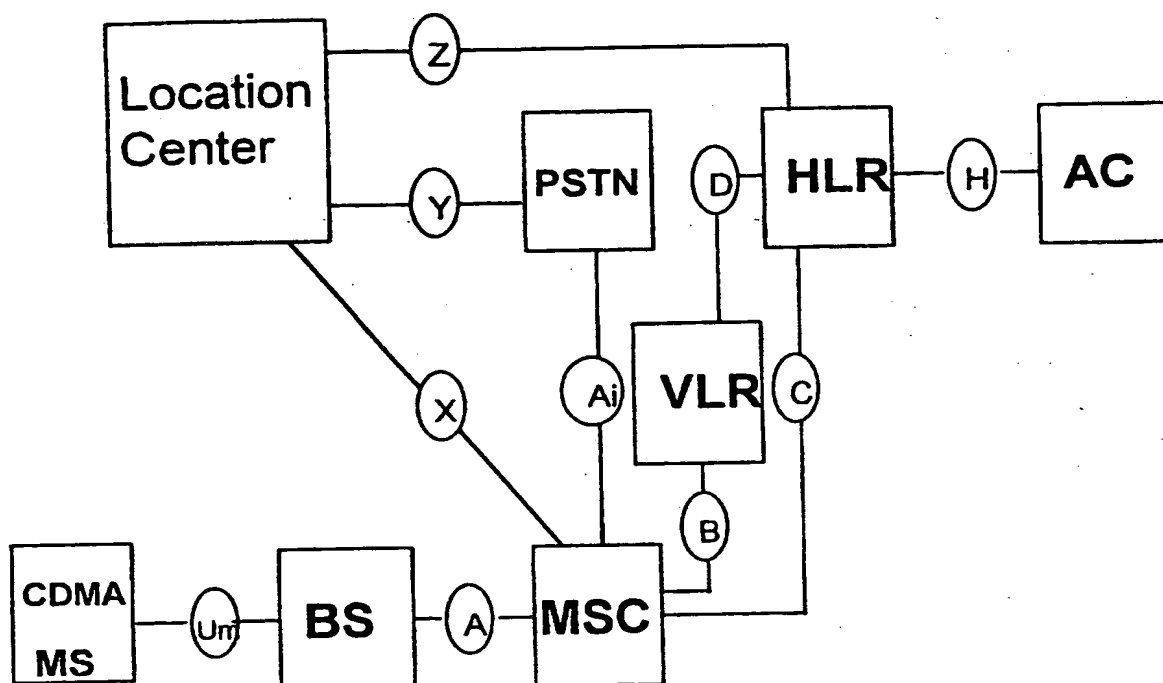 Z
Location
Center
Y
PSTN
D
HLR
H
AC
X
Ai
VLR
C
B
CDMA
MS
Um
BS
A
MSC